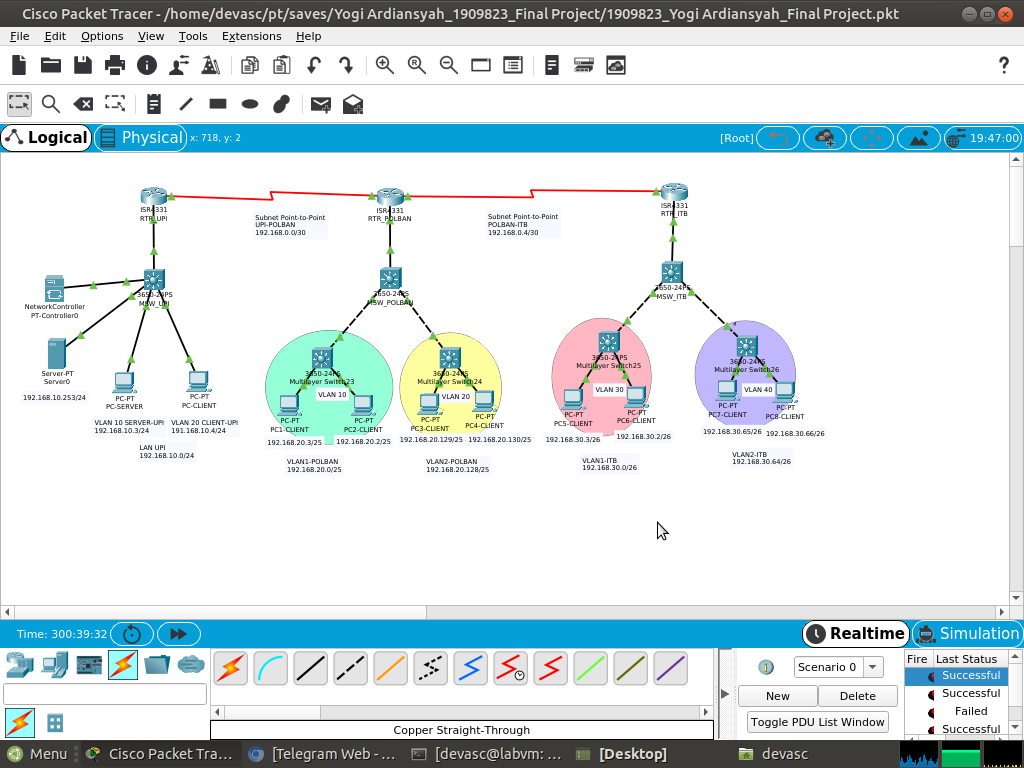 Cisco Packet Tracer - /home/devasc/pt/saves/Yogi Ardiansyah_1909823_Final Project/1909823_Yogi Ardiansyah_Final Project.pkt
File Edit Options View Tools Extensions Help
Logical Physical x: 718, y: 2 [Root] 19:47:00
ISR4331
RTR_UPI
ISR4331
RTR_POLBAN
ISR4331
RTR_ITB
Subnet Point-to-Point
UPI-POLBAN
192.168.0.0/30
Subnet Point-to-Point
POLBAN-ITB
192.168.0.4/30
3650-24PS
MSW_UPI
3650-24PS
MSW_POLBAN
3650-24PS
MSW_ITB
NetworkController
PT-Controller0
Server-PT
Server0
192.168.10.253/24
PC-PT
PC-SERVER
PC-PT
PC-CLIENT
VLAN 10 SERVER-UPI
192.168.10.3/24
VLAN 20 CLIENT-UPI
191.168.10.4/24
LAN UPI
192.168.10.0/24
3650-24PS
Multilayer Switch23
VLAN 10
PC-PT
PC1-CLIENT
PC-PT
PC2-CLIENT
192.168.20.3/25
192.168.20.2/25
VLAN1-POLBAN
192.168.20.0/25
3650-24PS
Multilayer Switch24
VLAN 20
PC-PT
PC3-CLIENT
PC-PT
PC4-CLIENT
192.168.20.129/25
192.168.20.130/25
VLAN2-POLBAN
192.168.20.128/25
3650-24PS
Multilayer Switch25
VLAN 30
PC-PT
PC5-CLIENT
PC-PT
PC6-CLIENT
192.168.30.3/26
192.168.30.2/26
VLAN1-ITB
192.168.30.0/26
3650-24PS
Multilayer Switch26
VLAN 40
PC-PT
PC7-CLIENT
PC-PT
PC8-CLIENT
192.168.30.65/26
192.168.30.66/26
VLAN2-ITB
192.168.30.64/26
Time: 300:39:32
Realtime Simulation
Scenario 0
New Delete
Toggle PDU List Window
Fire Last Status
Successful
Successful
Failed
Successful
Copper Straight-Through
Menu Cisco Packet Tra... [Telegram Web - ... [devasc@labvm: ... [Desktop] devasc